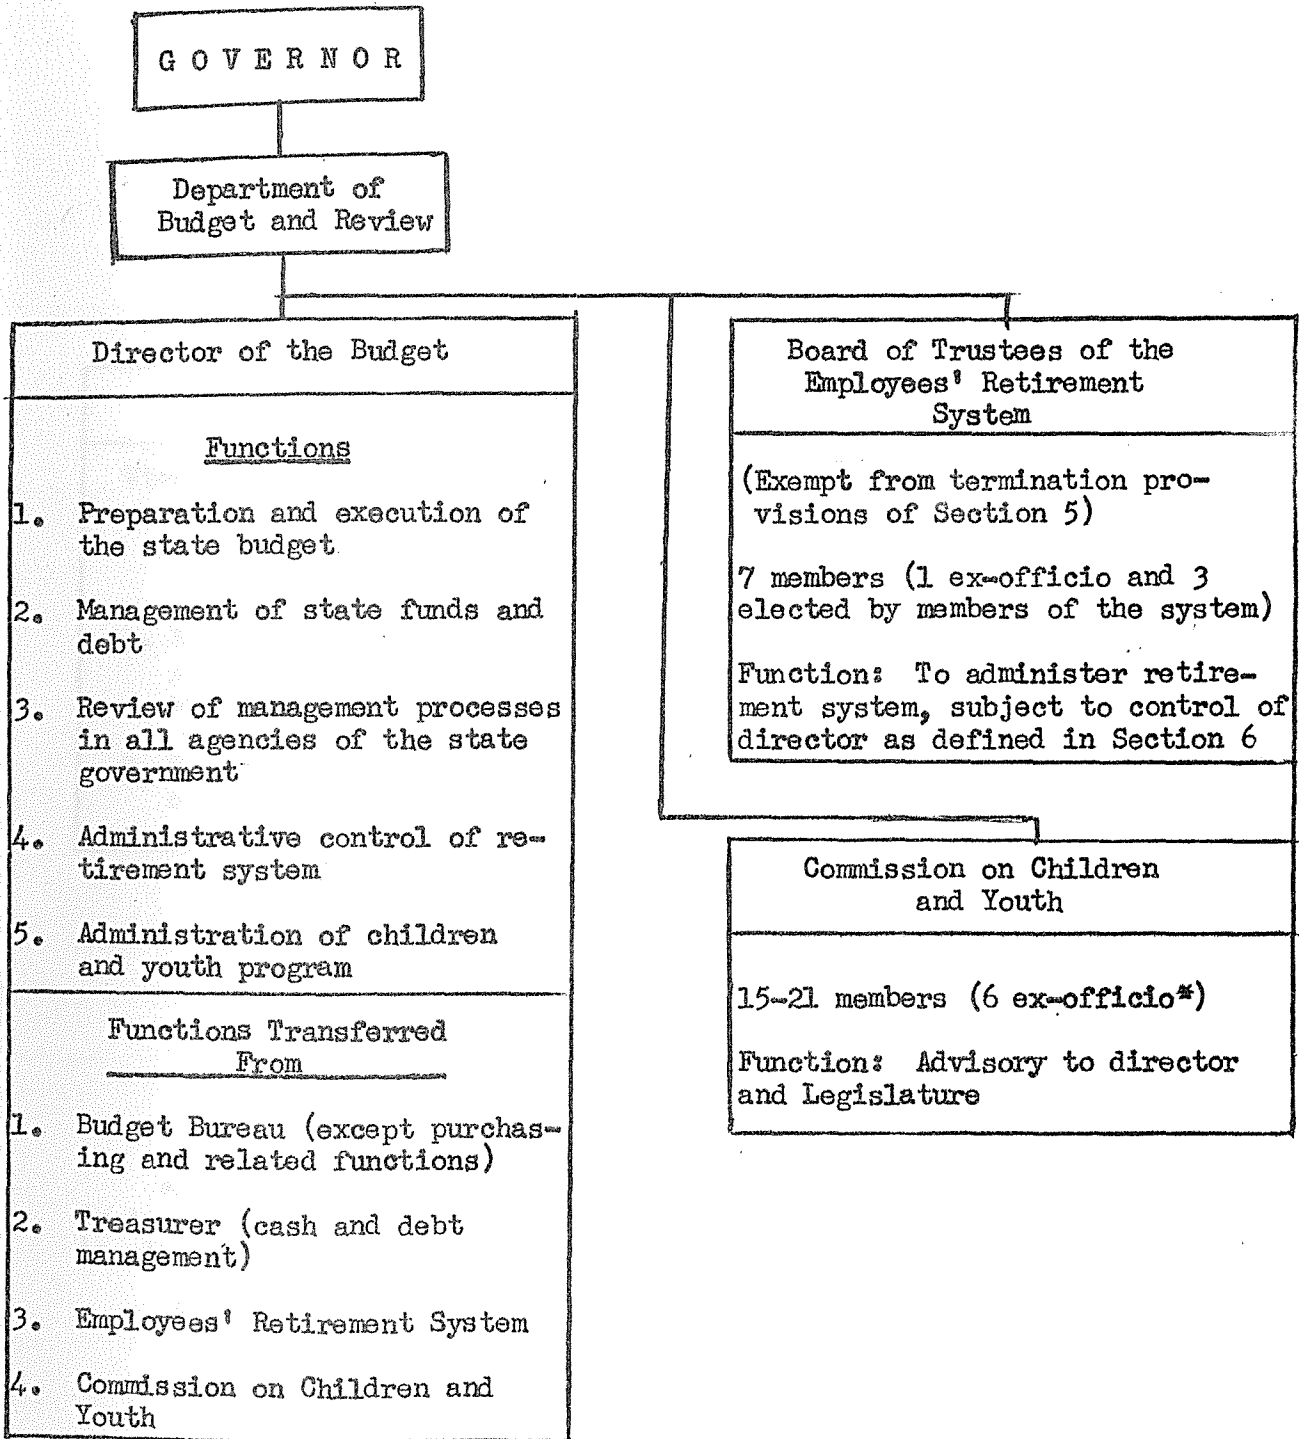 G O V E R N O R
Department of
Budget and Review
Director of the Budget
Functions
1. Preparation and execution of
the state budget
2. Management of state funds and
debt
3. Review of management processes
in all agencies of the state
government
4. Administrative control of re-
tirement system
5. Administration of children
and youth program
Functions Transferred
From
1. Budget Bureau (except purchas-
ing and related functions)
2. Treasurer (cash and debt
management)
3. Employees' Retirement System
4. Commission on Children and
Youth
Board of Trustees of the
Employees' Retirement
System
(Exempt from termination pro-
visions of Section 5)
7 members (1 ex-officio and 3
elected by members of the system)
Function: To administer retire-
ment system, subject to control of
director as defined in Section 6
Commission on Children
and Youth
15-21 members (6 ex-officio*)
Function: Advisory to director
and Legislature